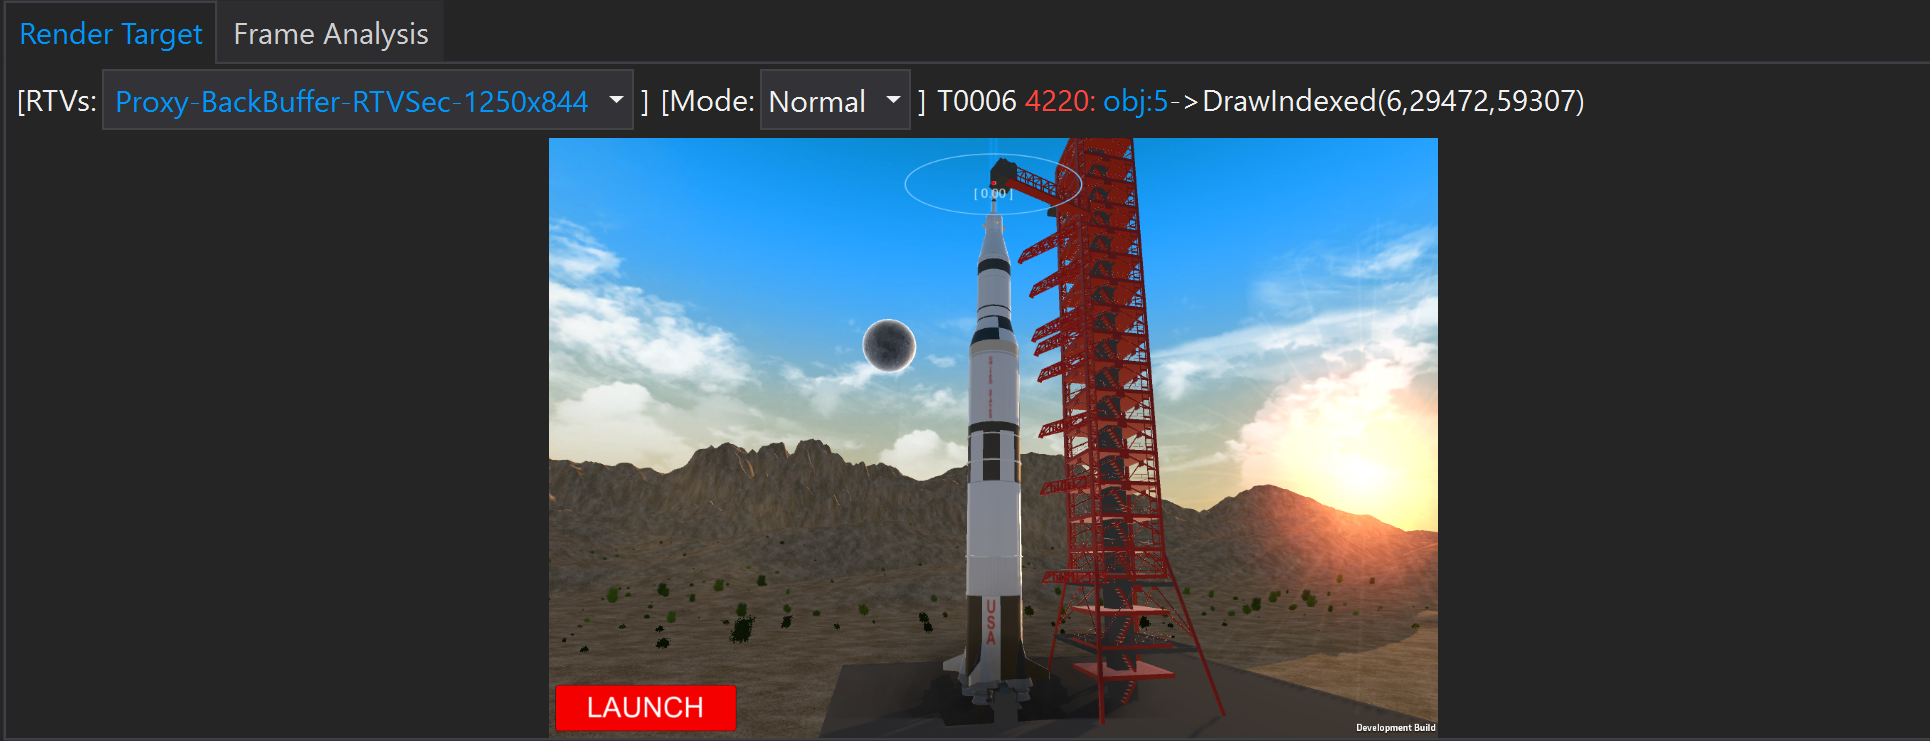 Render Target Frame Analysis
[RTVs: Proxy-BackBuffer-RTVSec-1250x844 ] [Mode: Normal ] T0006 4220: obj:5->DrawIndexed(6,29472,59307)
[ 0.00 ]
USA
LAUNCH
Development Build